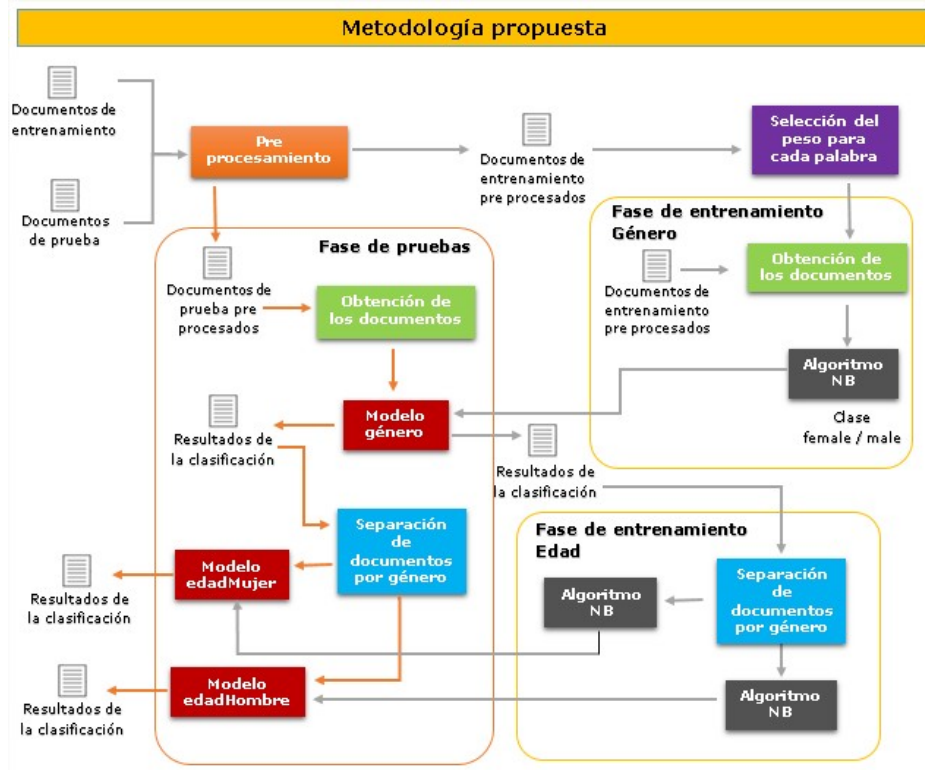 Metodología propuesta
Documentos de
entrenamiento
Documentos
de prueba
Pre
procesamiento
Documentos de
entrenamiento
pre procesados
Selección del
peso para
cada palabra
Fase de entrenamiento
Género
Obtención de
los documentos
Documentos de
entrenamiento
pre procesados
Algoritmo
NB
Clase
female / male
Fase de pruebas
Documentos de
prueba pre
procesados
Obtención de
los documentos
Modelo
género
Resultados de
la clasificación
Resultados de
la clasificación
Separación
de
documentos
por género
Modelo
edadMujer
Resultados de
la clasificación
Modelo
edadHombre
Resultados de
la clasificación
Fase de entrenamiento
Edad
Algoritmo
NB
Separación
de
documentos
por género
Algoritmo
NB